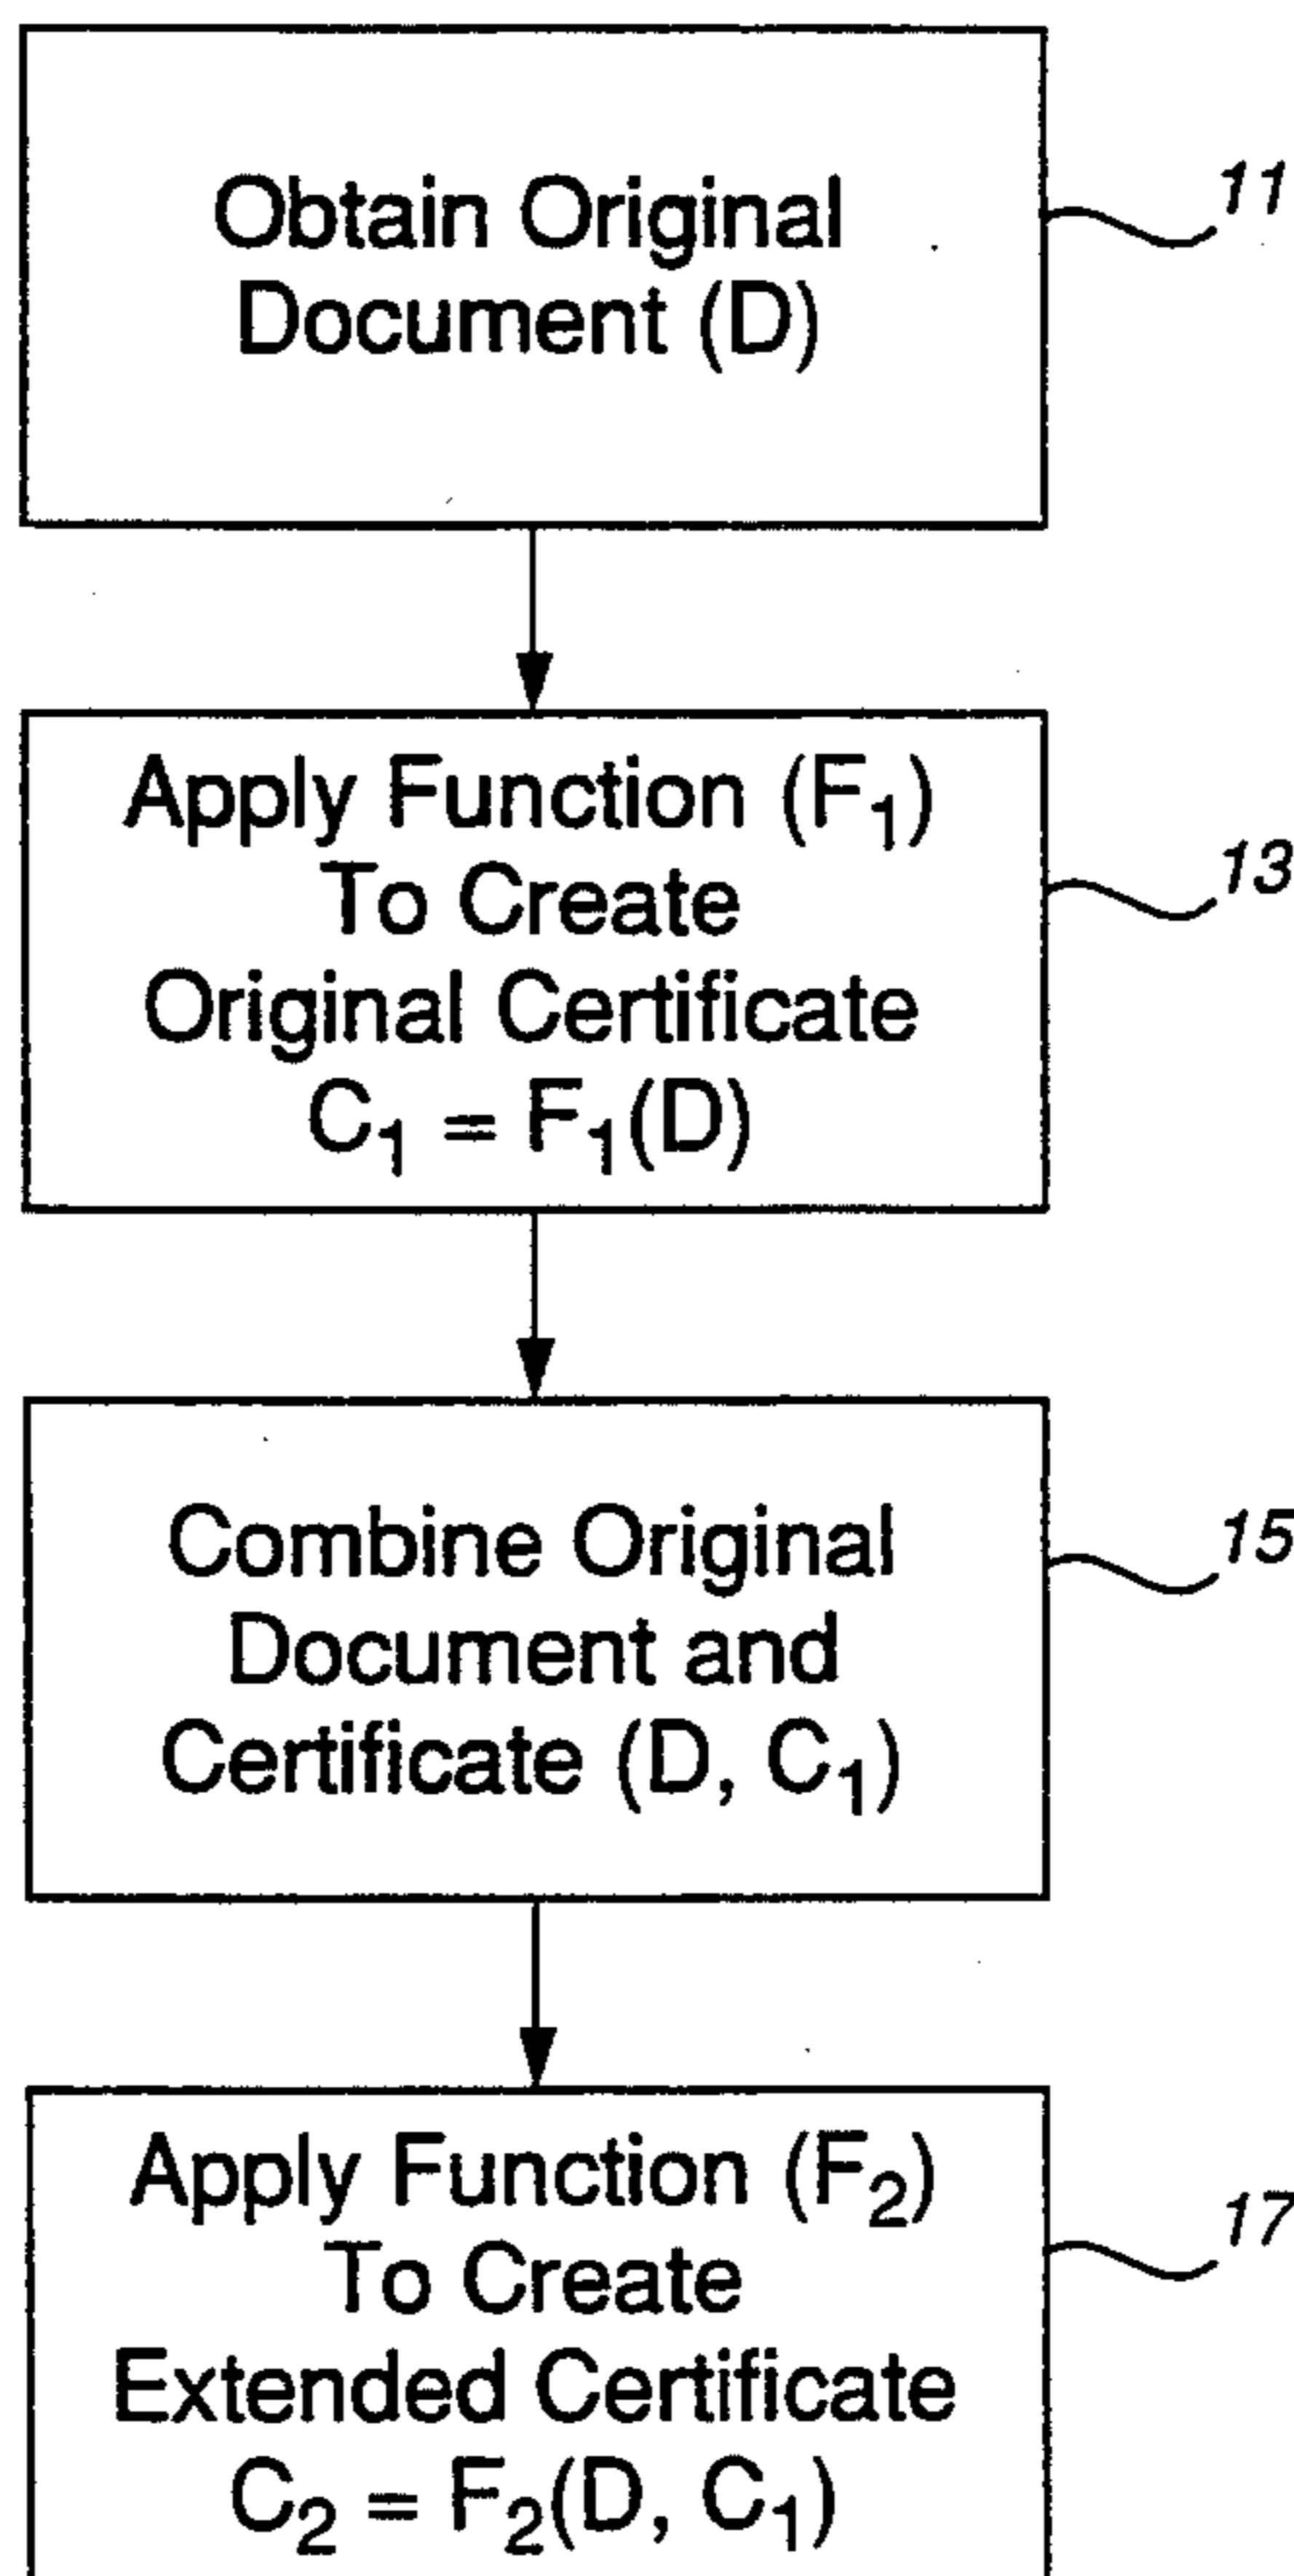 Obtain Original
Document (D)
11
Apply Function (F₁)
To Create
Original Certificate
C₁ = F₁(D)
13
Combine Original
Document and
Certificate (D, C₁)
15
Apply Function (F₂)
To Create
Extended Certificate
C₂ = F₂(D, C₁)
17